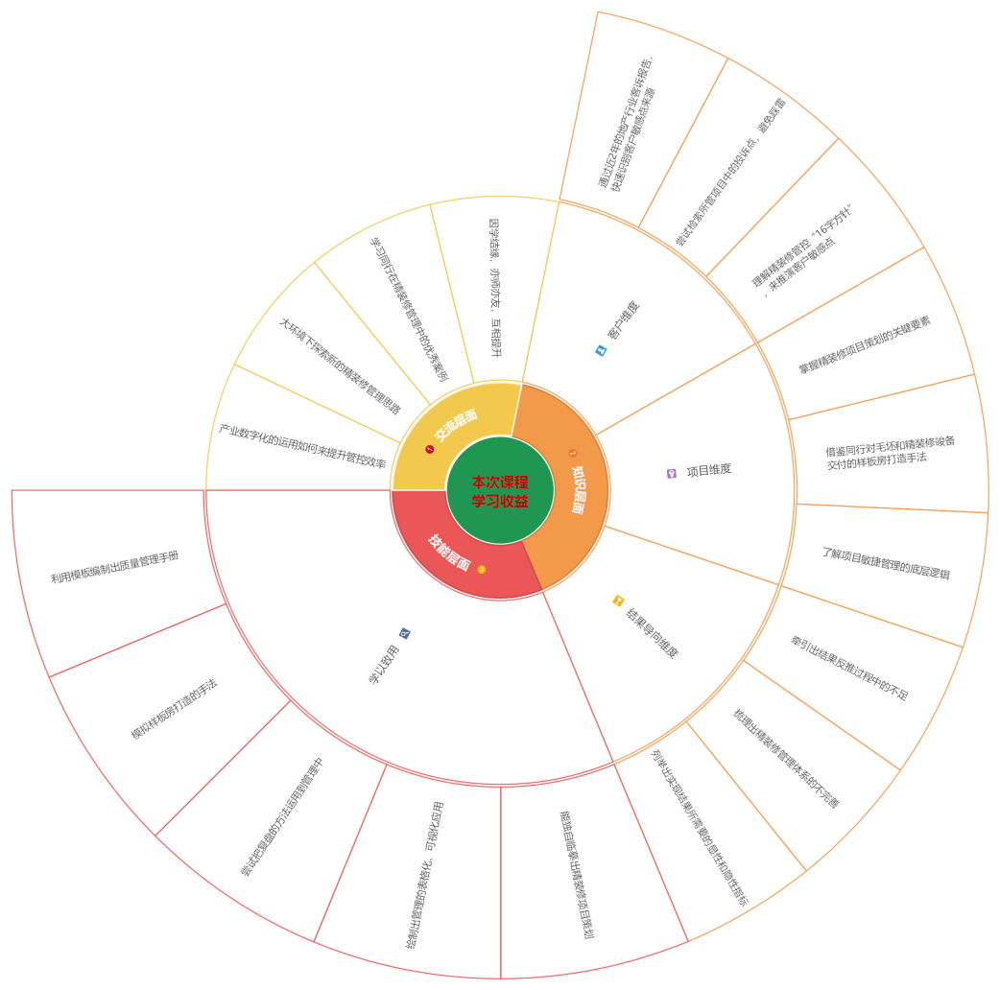 本次课程
学习收益
交流层面
1
产业数字化的运用如何来提升管控效率
大环境下探索新的精装修管理思路
学习同行在精装修管理中的优秀案例
因学结缘，亦师亦友，互相提升
知识层面
2
客户维度
通过近2年的地产行业客诉报告，
快速识别客户敏感点来源
尝试检索所管项目中的投诉点，避免踩雷
理解精装修管控“16字方针”
，来推演客户敏感点
项目维度
掌握精装修项目策划的关键要素
借鉴同行对毛坯和精装修竣备
交付的样板房打造手法
了解项目敏捷管理的底层逻辑
结果导向维度
牵引出结果反推过程中的不足
梳理出精装修管理体系的不完善
列举出实现结果所需要的显性和隐性指标
技能层面
3
学以致用
能独自临摹出精装修项目策划
绘制出管理的表格化、可视化应用
尝试把复盘的方法运用到管理中
模拟样板房打造的手法
利用模板编制出质量管理手册